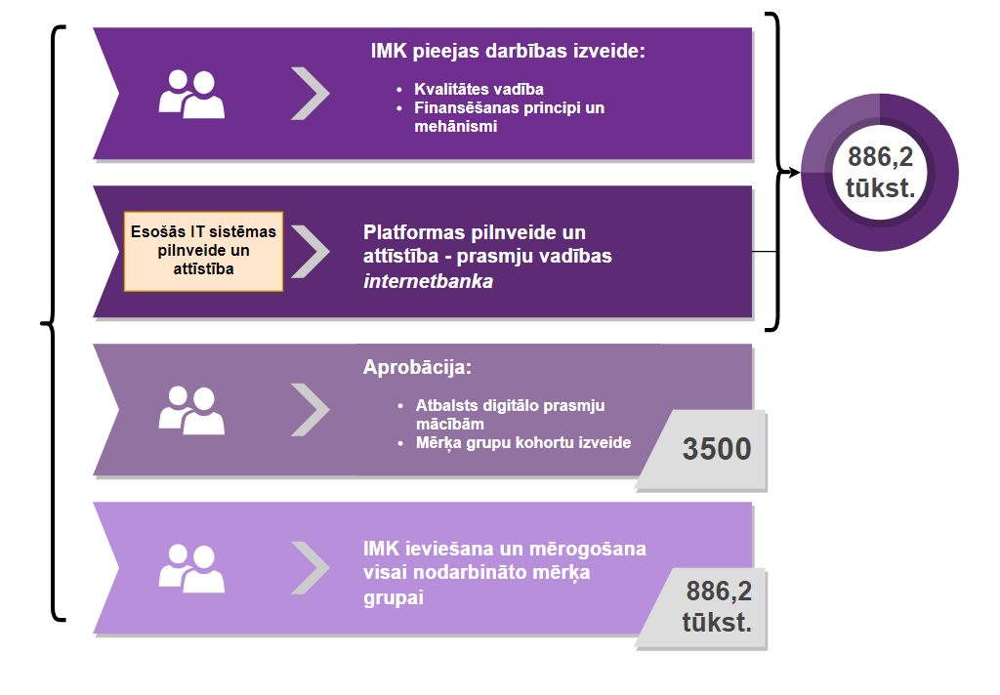 IMK pieejas darbības izveide:
• Kvalitātes vadība
• Finansēšanas principi un
mehānismi
886,2
tūkst.
Esošās IT sistēmas
pilnveide un
attīstība
Platformas pilnveide un
attīstība - prasmju vadības
internetbanka
Aprobācija:
• Atbalsts digitālo prasmju
mācībām
• Mērķa grupu kohortu izveide
3500
IMK ieviešana un mērogošana
visai nodarbināto mērķa
grupai
886,2
tūkst.